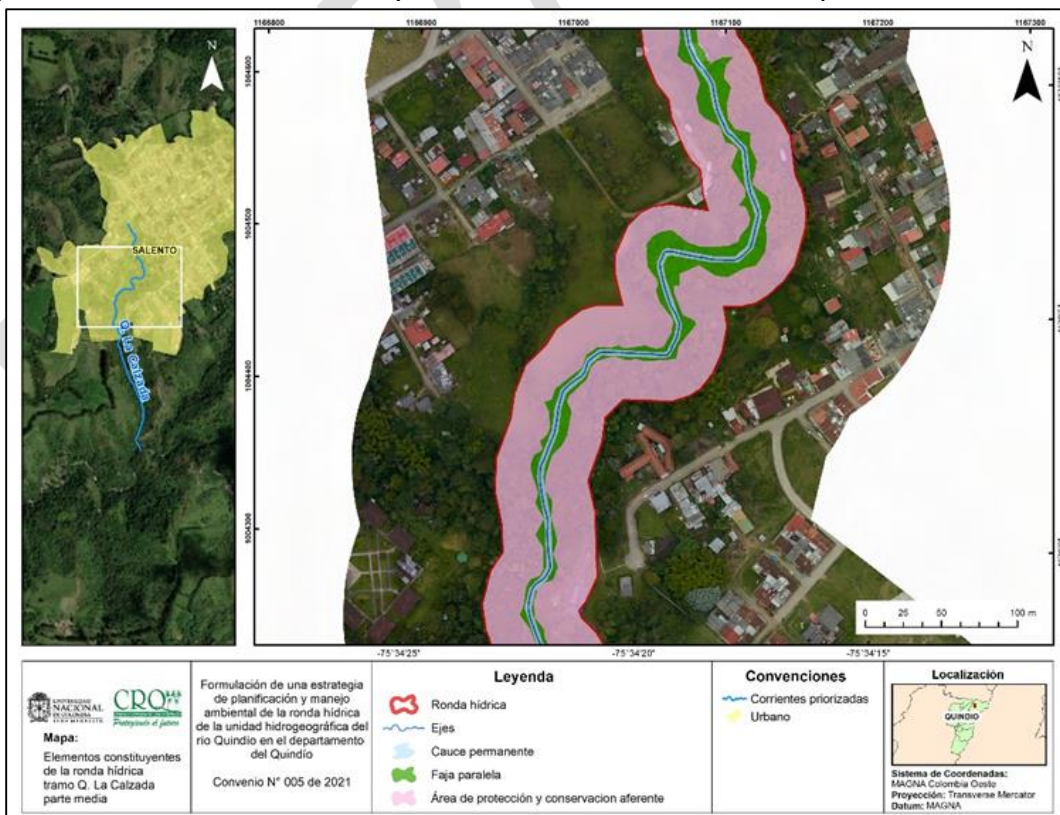 1166800
1166900
1167000
1167100
1167200
1167300
N
N
SALENTO
Q. La Calzada
0
25
50
100 m
-75°34'25"
-75°34'20"
-75°34'15"
UNIVERSIDAD
NACIONAL
DE COLOMBIA
CRQ
Protegiendo el futuro
Mapa:
Elementos constituyentes
de la ronda hídrica
tramo Q. La Calzada
parte media
Formulación de una estrategia
de planificación y manejo
ambiental de la ronda hídrica
de la unidad hidrogeográfica del
rio Quindio en el departamento
del Quindío
Convenio N° 005 de 2021
Leyenda
Ronda hídrica
Ejes
Cauce permanente
Faja paralela
Área de protección y conservacion aferente
Convenciones
Corrientes priorizadas
Urbano
Localización
QUINDIO
Sistema de Coordenadas:
MAGNA Colombia Oeste
Proyección: Transverse Mercator
Datum: MAGNA